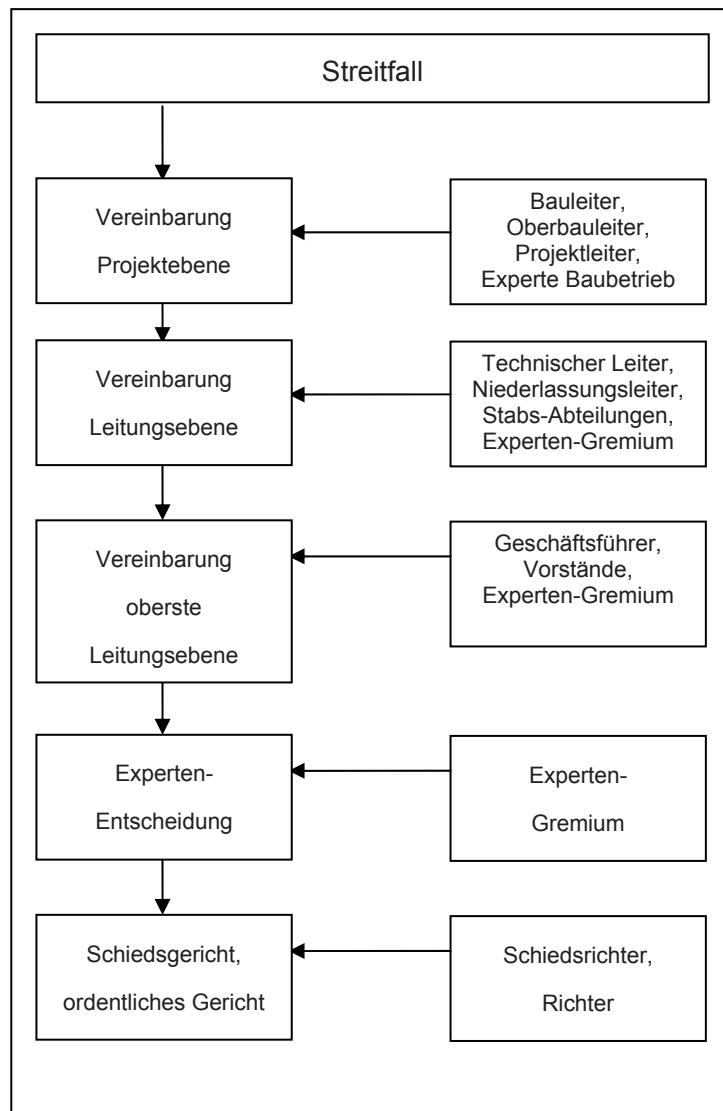 Streitfall
Vereinbarung
Projektebene
Bauleiter,
Oberbauleiter,
Projektleiter,
Experte Baubetrieb
Vereinbarung
Leitungsebene
Technischer Leiter,
Niederlassungsleiter,
Stabs-Abteilungen,
Experten-Gremium
Vereinbarung
oberste
Leitungsebene
Geschäftsführer,
Vorstände,
Experten-Gremium
Experten-
Entscheidung
Experten-
Gremium
Schiedsgericht,
ordentliches Gericht
Schiedsrichter,
Richter